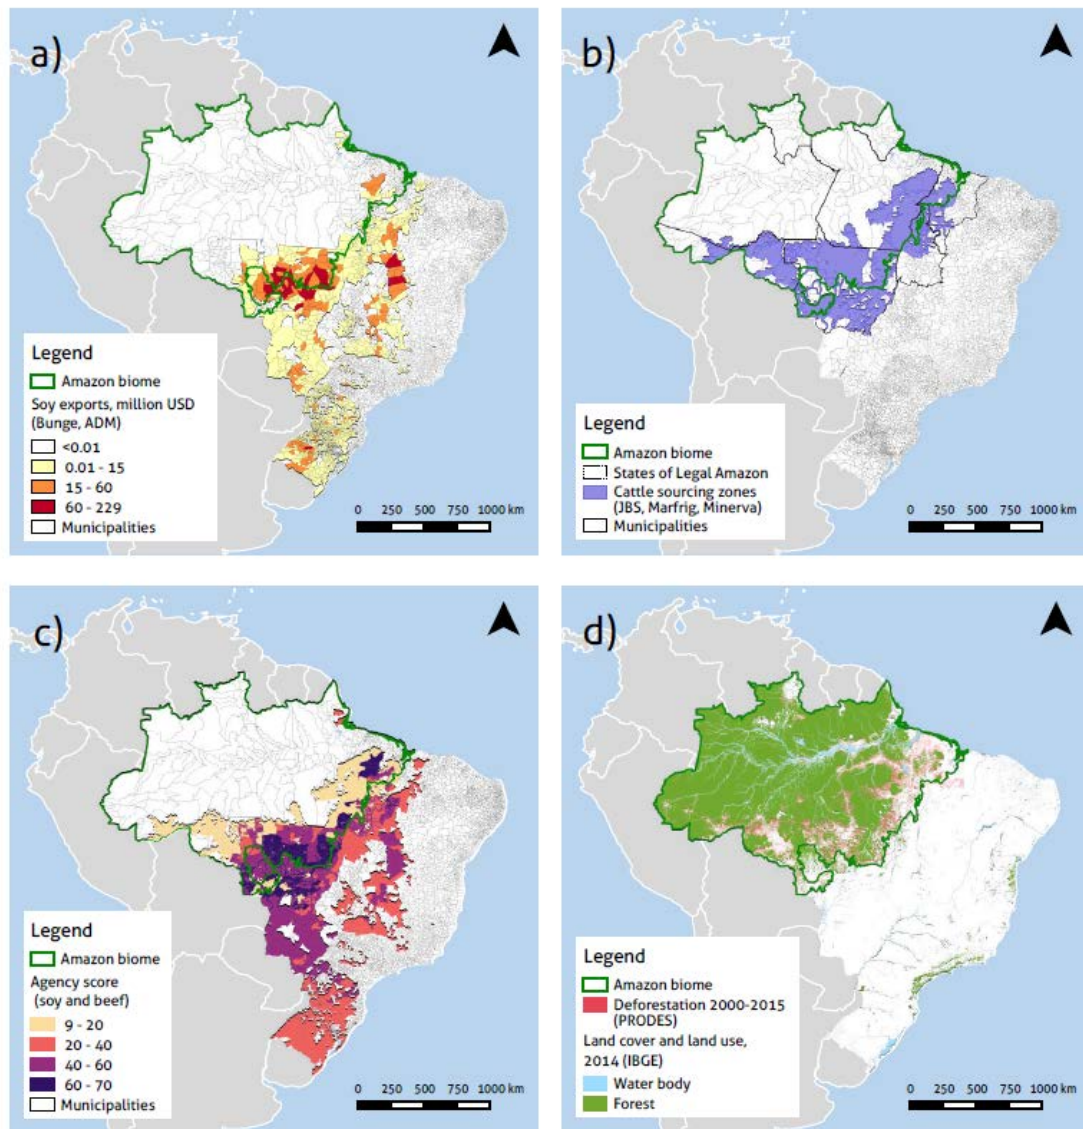 a)
Legend
Amazon biome
Soy exports, million USD
(Bunge, ADM)
<0.01
0.01 - 15
15 - 60
60 - 229
Municipalities
0 250 500 1000 km
b)
Legend
Amazon biome
States of Legal Amazon
Cattle sourcing zones
(JBS, Marfrig, Minerva)
Municipalities
0 250 500 1000 km
c)
Legend
Amazon biome
Agency score
(soy and beef)
9 - 20
20 - 40
40 - 60
60 - 70
Municipalities
0 250 500 1000 km
d)
Legend
Amazon biome
Deforestation 2000-2015
(PRODES)
Land cover and land use,
2014 (IBGE)
Water body
Forest
0 250 500 1000 km